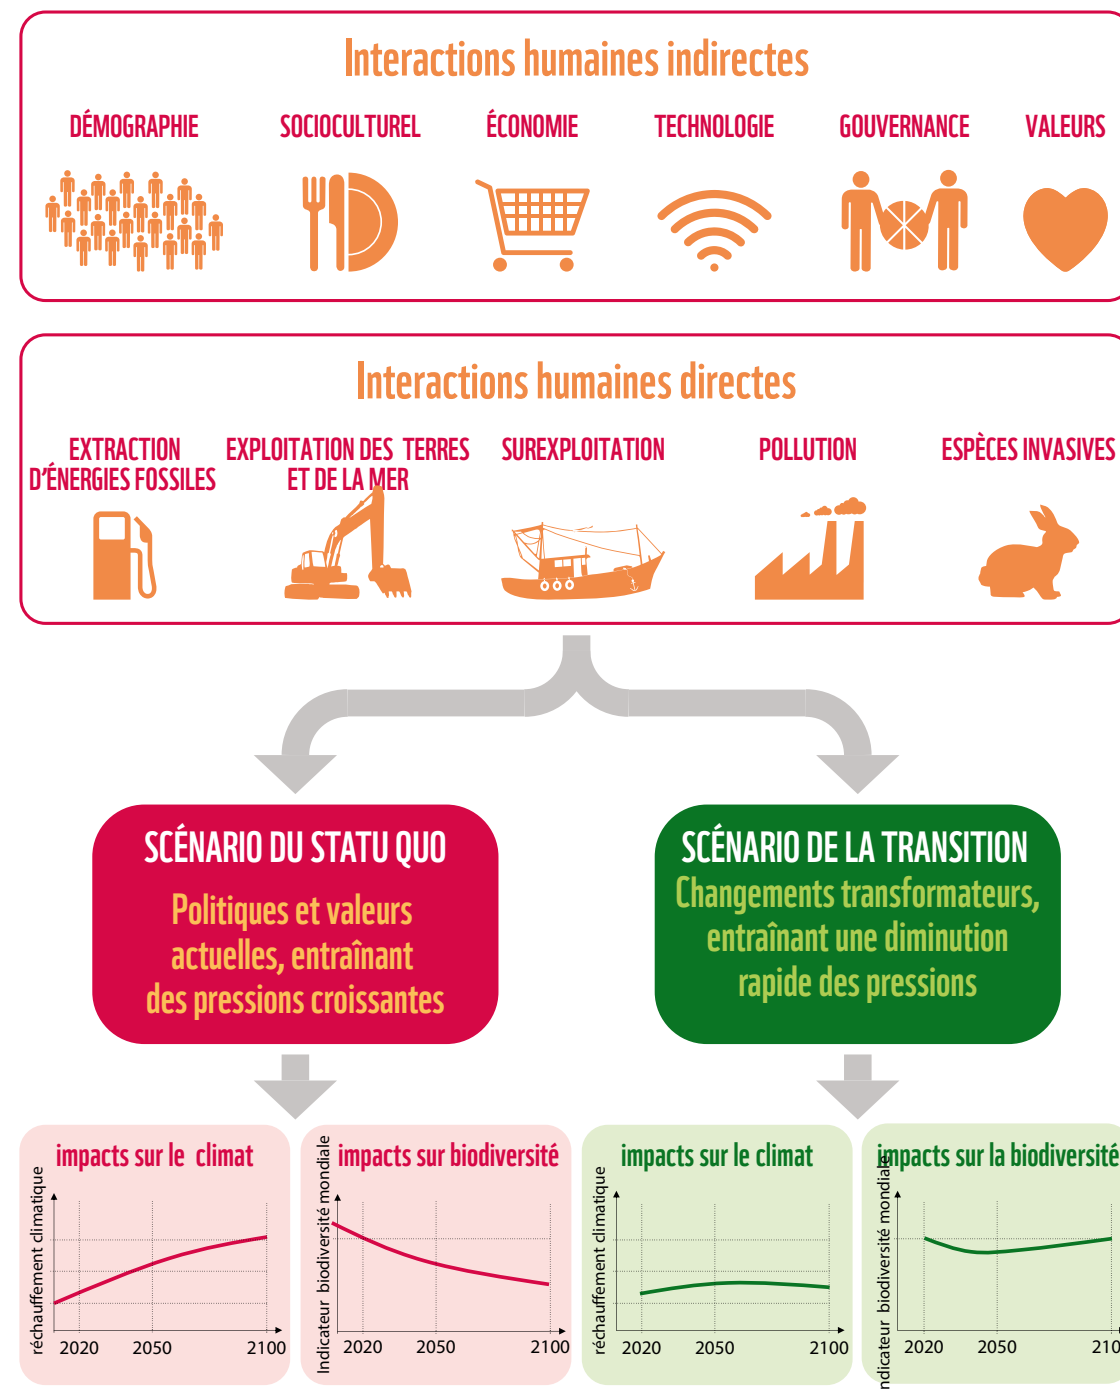 Interactions humaines indirectes
DÉMOGRAPHIE
SOCIOCULTUREL
ÉCONOMIE
TECHNOLOGIE
GOUVERNANCE
VALEURS
Interactions humaines directes
EXTRACTION
D'ÉNERGIES FOSSILES
EXPLOITATION DES TERRES
ET DE LA MER
SUREXPLOITATION
POLLUTION
ESPÈCES INVASIVES
SCÉNARIO DU STATU QUO
Politiques et valeurs
actuelles, entraînant
des pressions croissantes
SCÉNARIO DE LA TRANSITION
Changements transformateurs,
entraînant une diminution
rapide des pressions
impacts sur le climat
réchauffement climatique
2020 2050 2100
impacts sur biodiversité
Indicateur biodiversité mondiale
2020 2050 2100
impacts sur le climat
réchauffement climatique
2020 2050 2100
impacts sur la biodiversité
ndicateur biodiversité mondiale
2020 2050 210